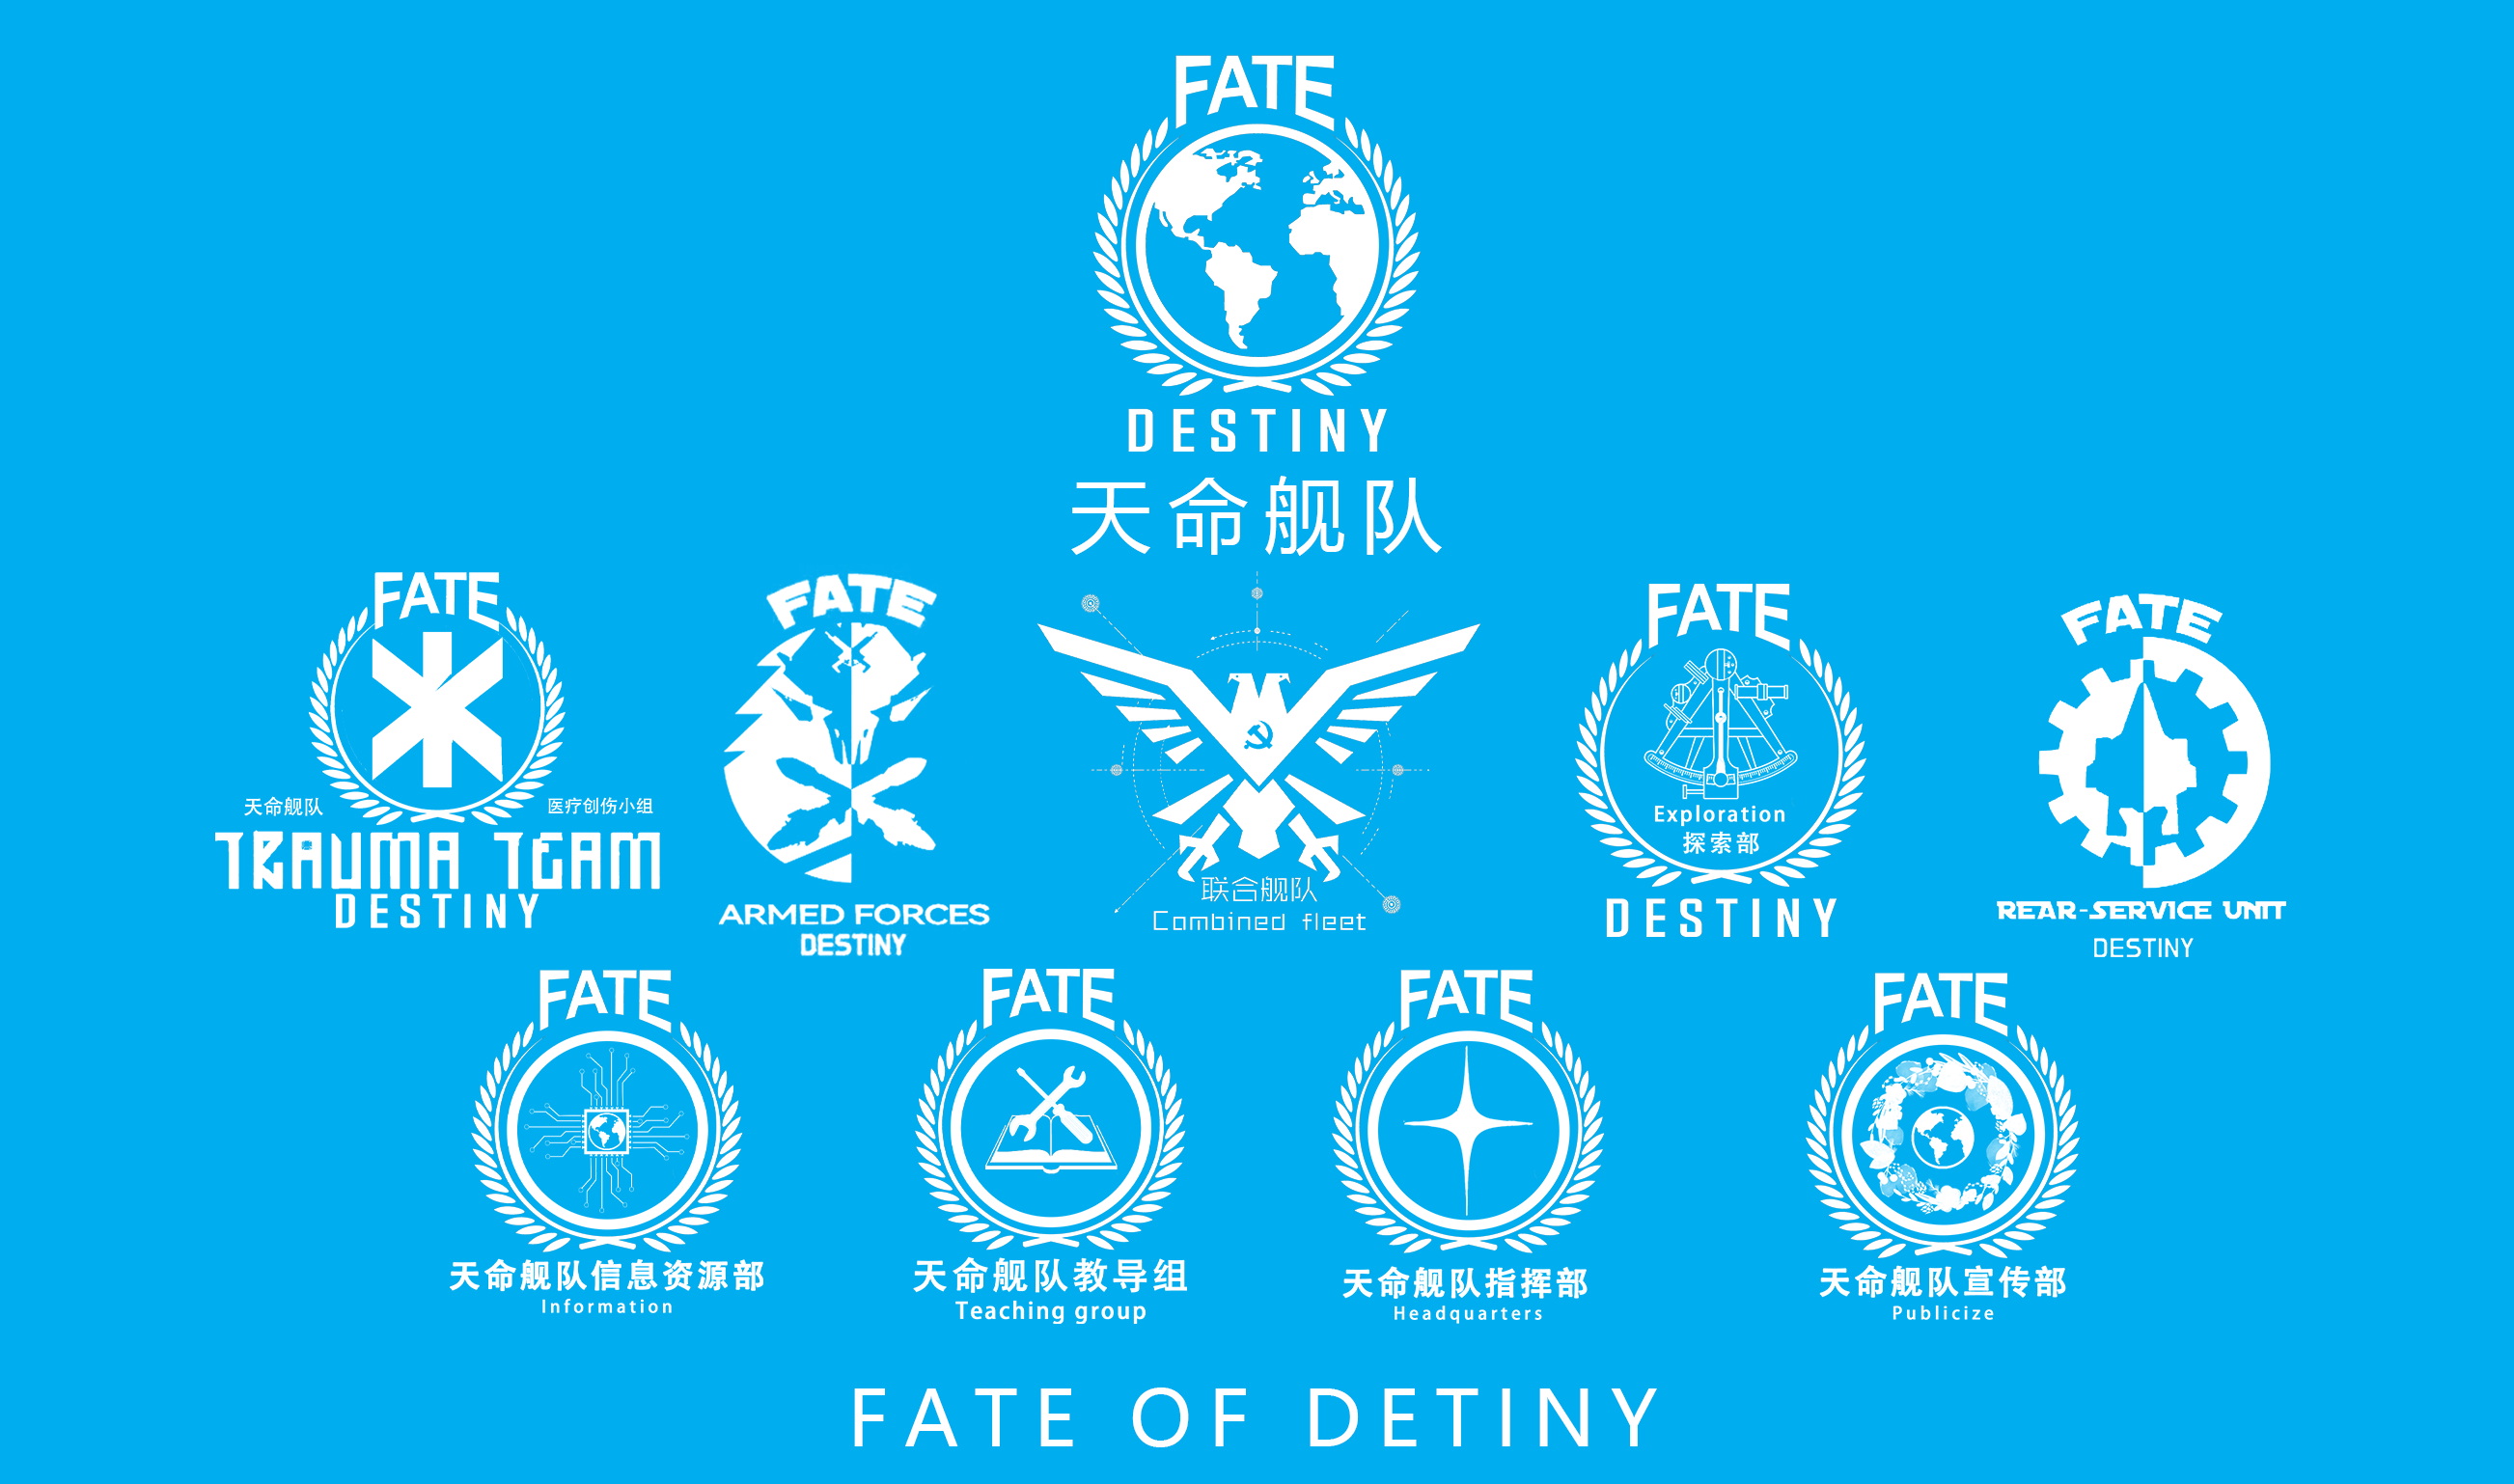 FATE
DESTINY
天命舰队
FATE
天命舰队
医疗创伤小组
TRAUMA TEAM
DESTINY
FATE
ARMED FORCES
DESTINY
联合舰队
Combined fleet
FATE
Exploration
探索部
DESTINY
FATE
REAR-SERVICE UNIT
DESTINY
FATE
天命舰队信息资源部
Information
FATE
天命舰队教导组
Teaching group
FATE
天命舰队指挥部
Headquarters
FATE
天命舰队宣传部
Publicize
FATE OF DETINY